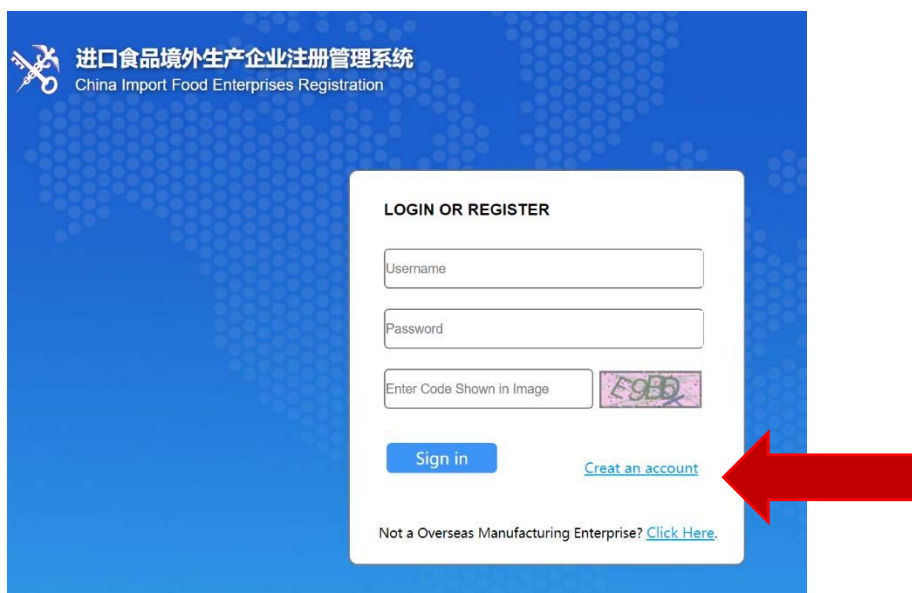 进口食品境外生产企业注册管理系统
China Import Food Enterprises Registration
LOGIN OR REGISTER
Username
Password
Enter Code Shown in Image
Sign in
Creat an account
Not a Overseas Manufacturing Enterprise? Click Here.